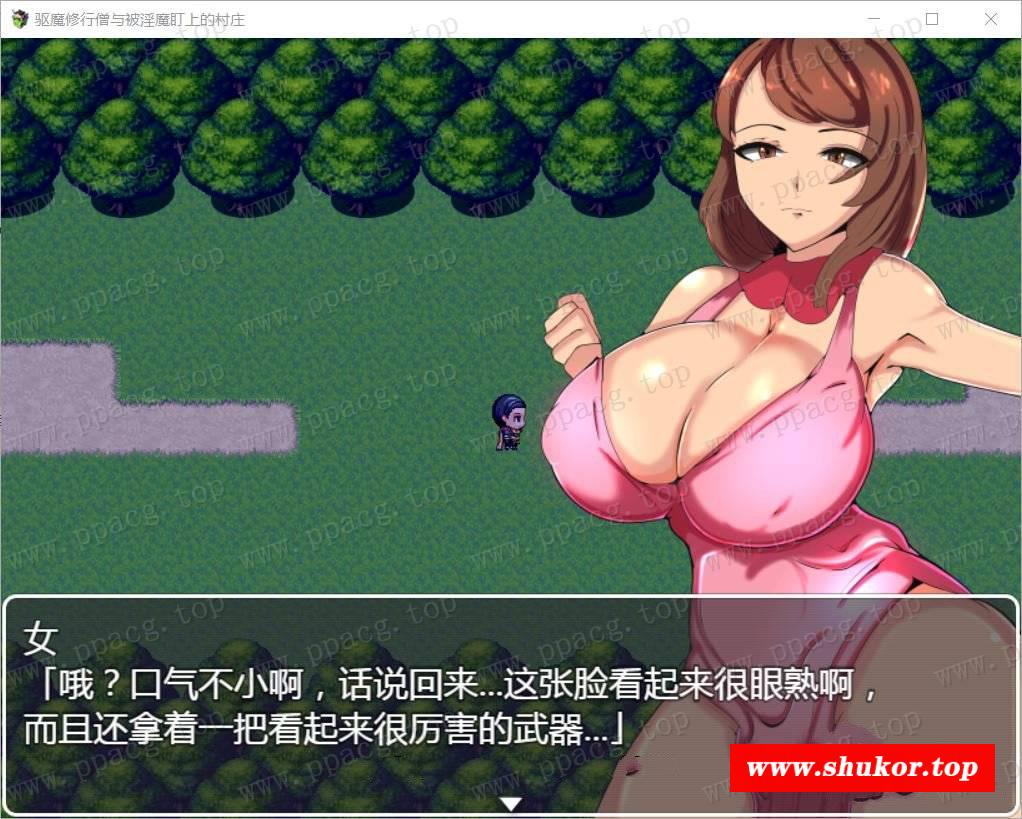 驱魔修行僧与被淫魔盯上的村庄
女
「哦？口气不小啊，话说回来...这张脸看起来很眼熟啊，
而且还拿着一把看起来很厉害的武器...」
www.shukor.top
www.ppacg.top